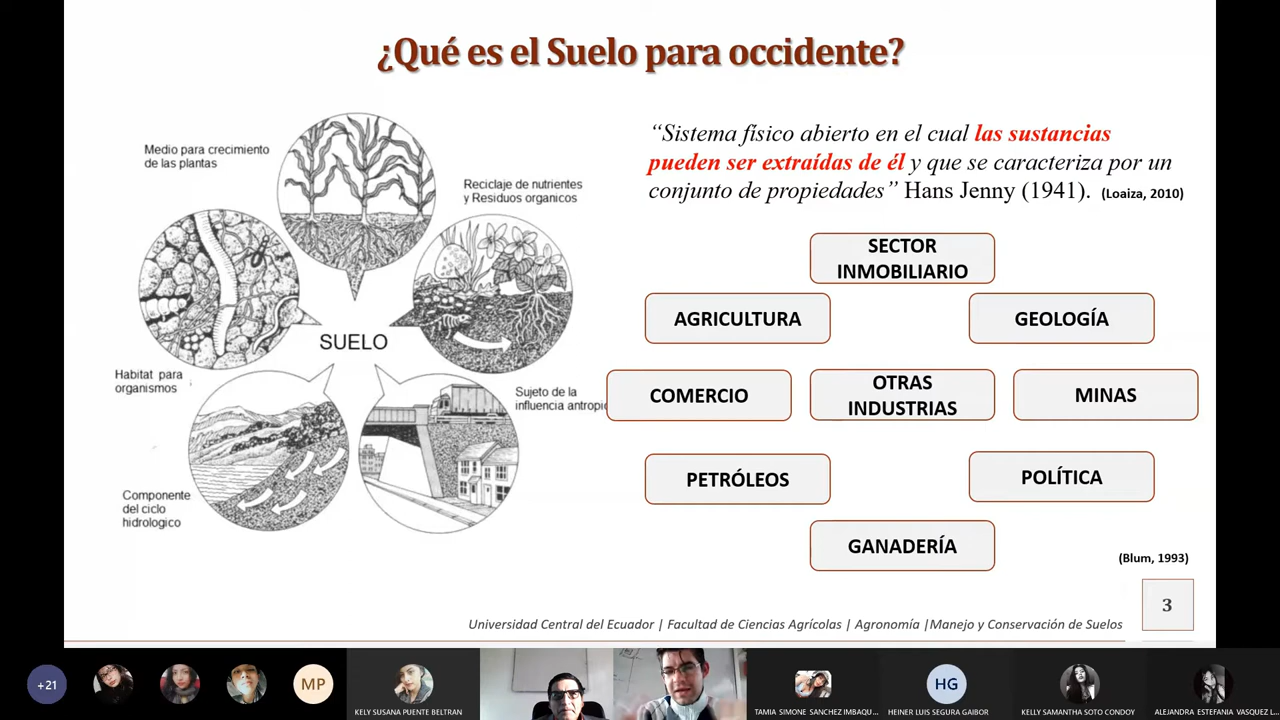 ¿Qué es el Suelo para occidente?
Medio para crecimiento
de las plantas
Reciclaje de nutrientes
y Residuos organicos
SUELO
Habitat para
organismos
Sujeto de la
influencia antropi
Componente
del ciclo
hidrologico
“Sistema físico abierto en el cual las sustancias
pueden ser extraídas de él y que se caracteriza por un
conjunto de propiedades” Hans Jenny (1941). (Loaiza, 2010)
SECTOR
INMOBILIARIO
AGRICULTURA
GEOLOGÍA
COMERCIO
OTRAS
INDUSTRIAS
MINAS
PETRÓLEOS
POLÍTICA
GANADERÍA
(Blum, 1993)
3
Universidad Central del Ecuador | Facultad de Ciencias Agrícolas | Agronomía |Manejo y Conservación de Suelos
+21
MP
KELY SUSANA PUENTE BELTRAN
TAMIA SIMONE SANCHEZ IMBAQU...
HG
HEINER LUIS SEGURA GAIBOR
KELLY SAMANTHA SOTO CONDOY
ALEJANDRA ESTEFANIA VASQUEZ L...